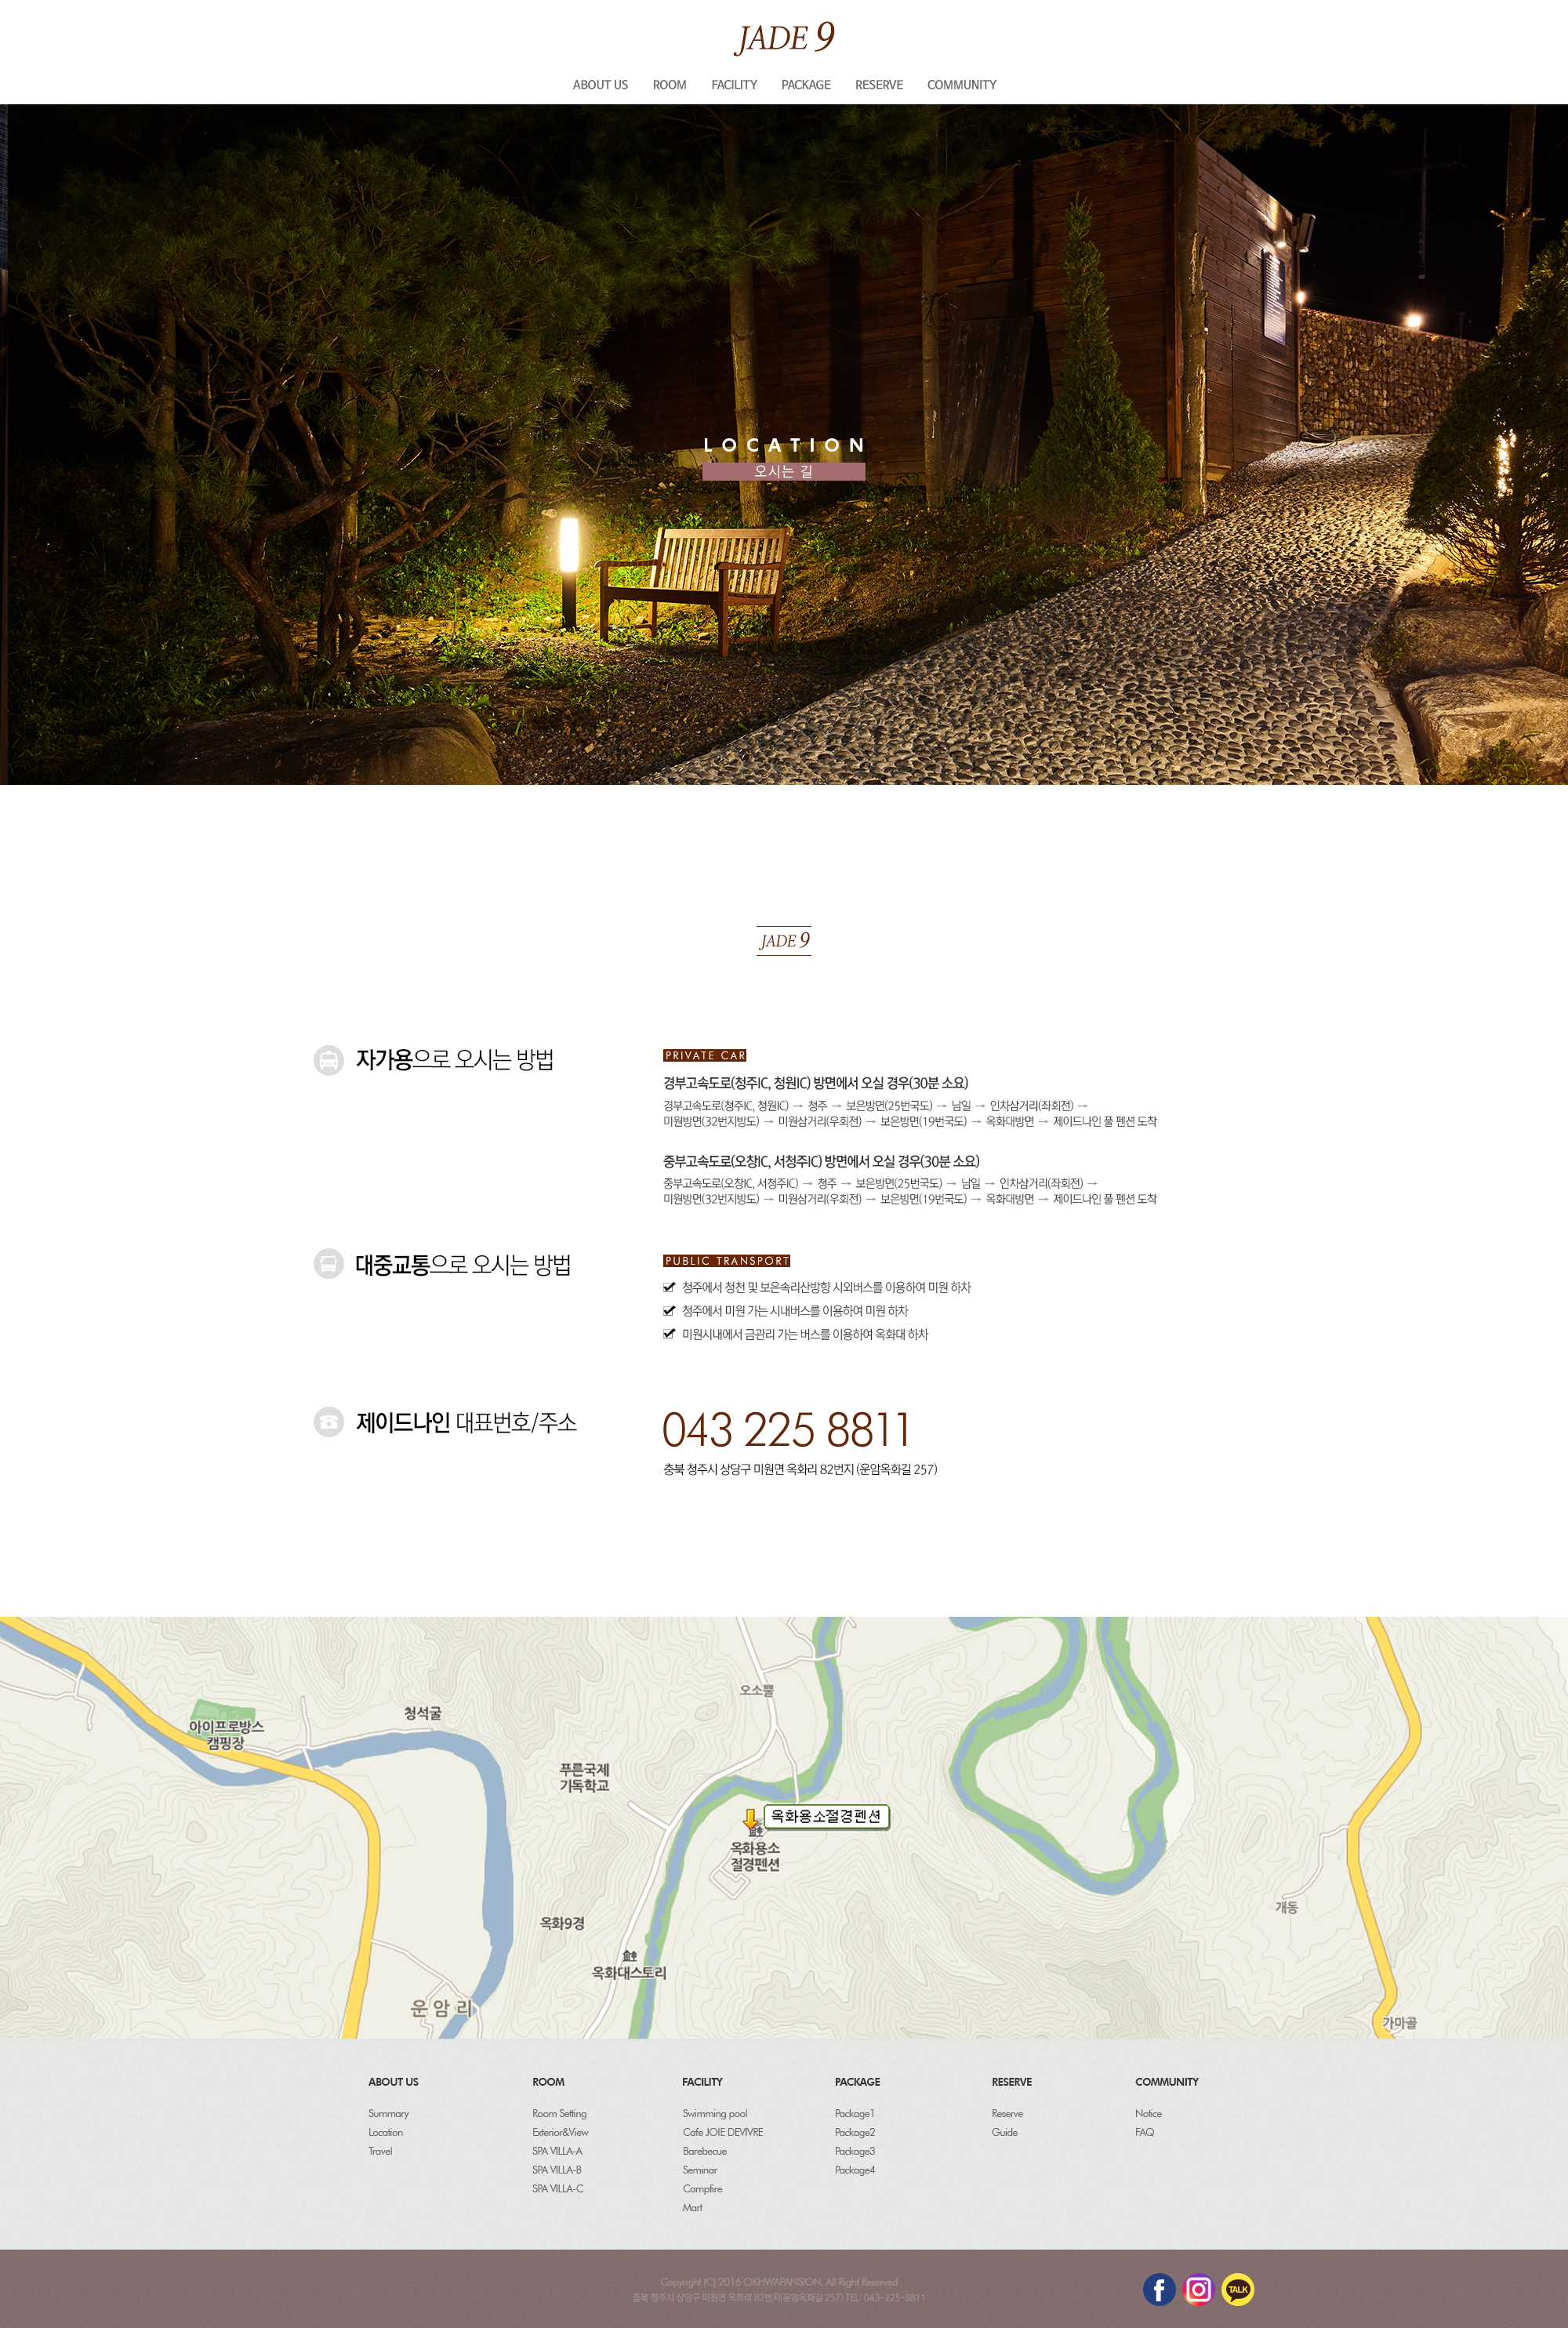 JADE 9
ABOUT US ROOM FACILITY PACKAGE RESERVE COMMUNITY
LOCATION
오시는 길
JADE 9
자가용으로 오시는 방법
PRIVATE CAR
경부고속도로(청주IC, 청원IC) 방면에서 오실 경우(30분 소요)
경부고속도로(청주IC, 청원IC) → 청주 → 보은방면(25번국도) → 남일 → 인차삼거리(좌회전) →
미원방면(32번지방도) → 미원삼거리(우회전) → 보은방면(19번국도) → 옥화대방면 → 제이드나인 풀 펜션 도착
중부고속도로(오창IC, 서청주IC) 방면에서 오실 경우(30분 소요)
중부고속도로(오창IC, 서청주IC) → 청주 → 보은방면(25번국도) → 남일 → 인차삼거리(좌회전) →
미원방면(32번지방도) → 미원삼거리(우회전) → 보은방면(19번국도) → 옥화대방면 → 제이드나인 풀 펜션 도착
대중교통으로 오시는 방법
PUBLIC TRANSPORT
청주에서 청천 및 보은속리산방향 시외버스를 이용하여 미원 하차
청주에서 미원 가는 시내버스를 이용하여 미원 하차
미원시내에서 금관리 가는 버스를 이용하여 옥화대 하차
제이드나인 대표번호/주소
043 225 8811
충북 청주시 상당구 미원면 옥화리 82번지 (운암옥화길 257)
오소뿔
청석굴
아이프로방스
캠핑장
푸른국제
기독학교
옥화용소절경펜션
옥화용소
절경펜션
개동
옥화9경
옥화대스토리
운암리
가마골
ABOUT US
Summary
Location
Travel
ROOM
Room Setting
Exterior&View
SPA VILLA-A
SPA VILLA-B
SPA VILLA-C
FACILITY
Swimming pool
Cafe JOIE DEVIVRE
Barebecue
Seminar
Campfire
Mart
PACKAGE
Package1
Package2
Package3
Package4
RESERVE
Reserve
Guide
COMMUNITY
Notice
FAQ
Copyright (C) 2016 OKHWAPANSION. All Right Reserved.
충북 청주시 상당구 미원면 옥화리 82번지(운암옥화길 257) TEL: 043-225-8811
TALK